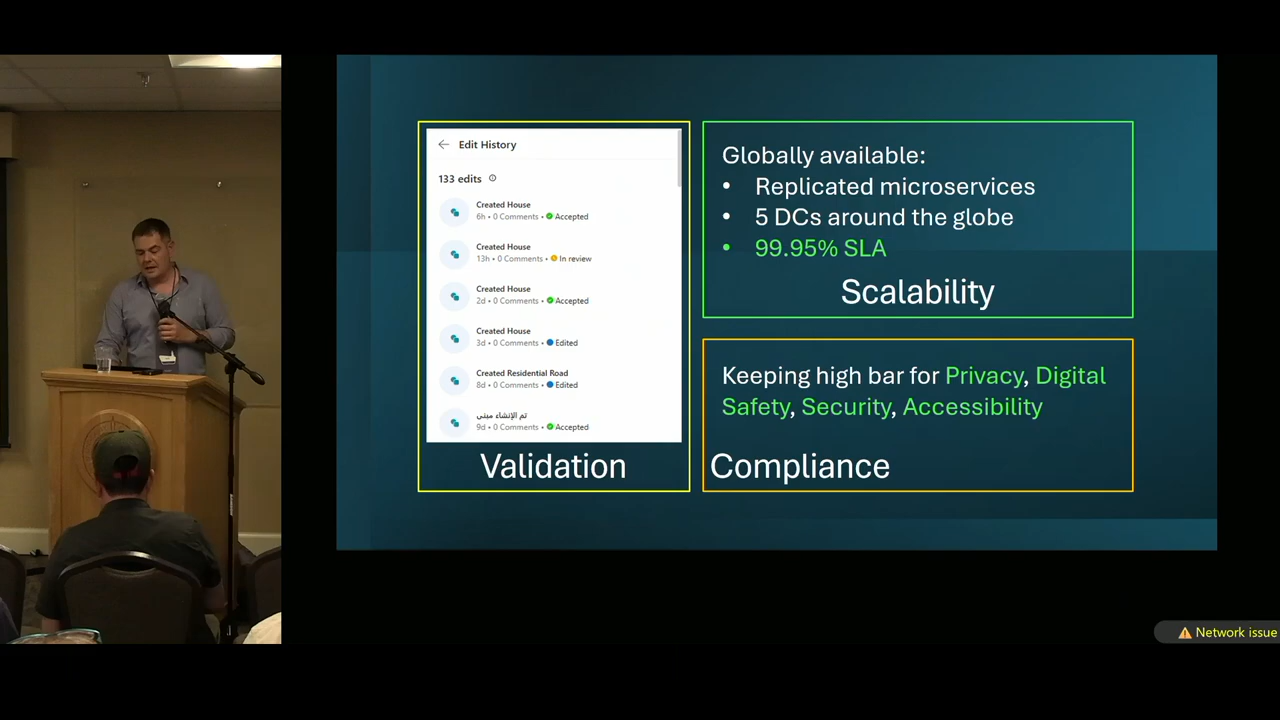 Edit History
133 edits
Created House
6h • 0 Comments • Accepted
Created House
13h • 0 Comments • In review
Created House
2d • 0 Comments • Accepted
Created House
3d • 0 Comments • Edited
Created Residential Road
8d • 0 Comments • Edited
تم الإنشاء مبنى
9d • 0 Comments • Accepted
Validation
Globally available:
• Replicated microservices
• 5 DCs around the globe
• 99.95% SLA
Scalability
Keeping high bar for Privacy, Digital
Safety, Security, Accessibility
Compliance
Network issue